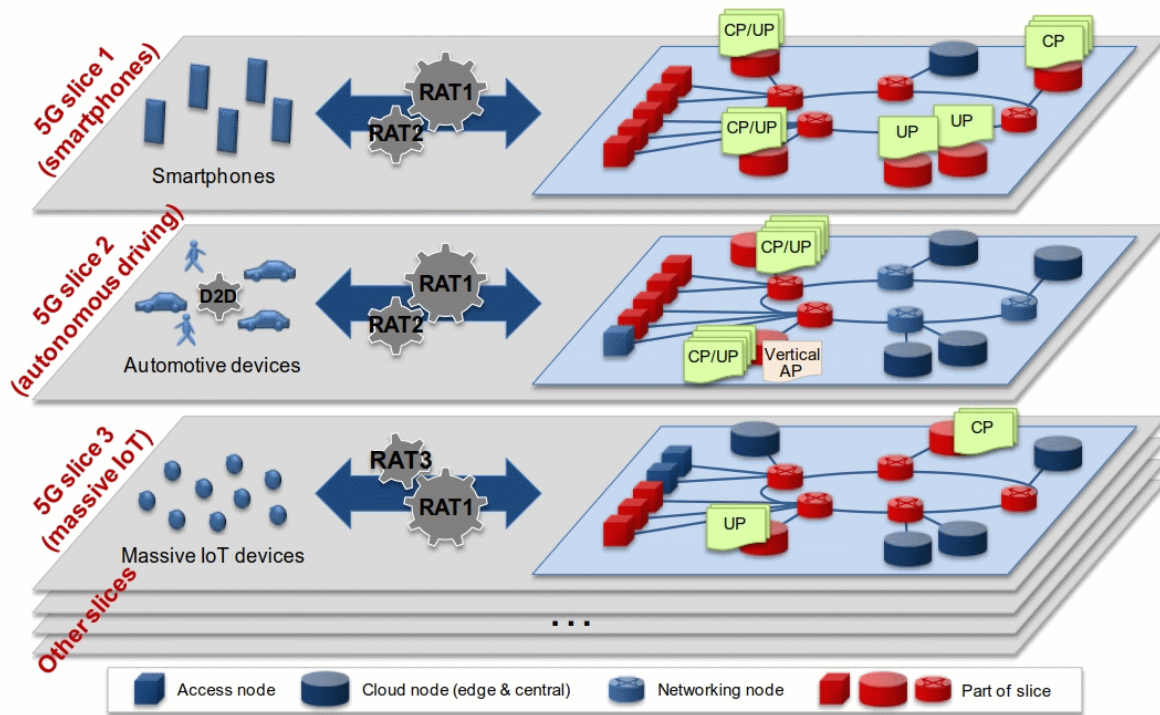 5G slice 1
(smartphones)
Smartphones
RAT1
RAT2
CP/UP
CP
CP/UP
UP
UP
5G slice 2
(autonomous driving)
D2D
Automotive devices
RAT1
RAT2
CP/UP
CP/UP
Vertical
AP
5G slice 3
(massive IoT)
Massive IoT devices
RAT3
RAT1
CP
UP
Other slices
...
Access node
Cloud node (edge & central)
Networking node
Part of slice